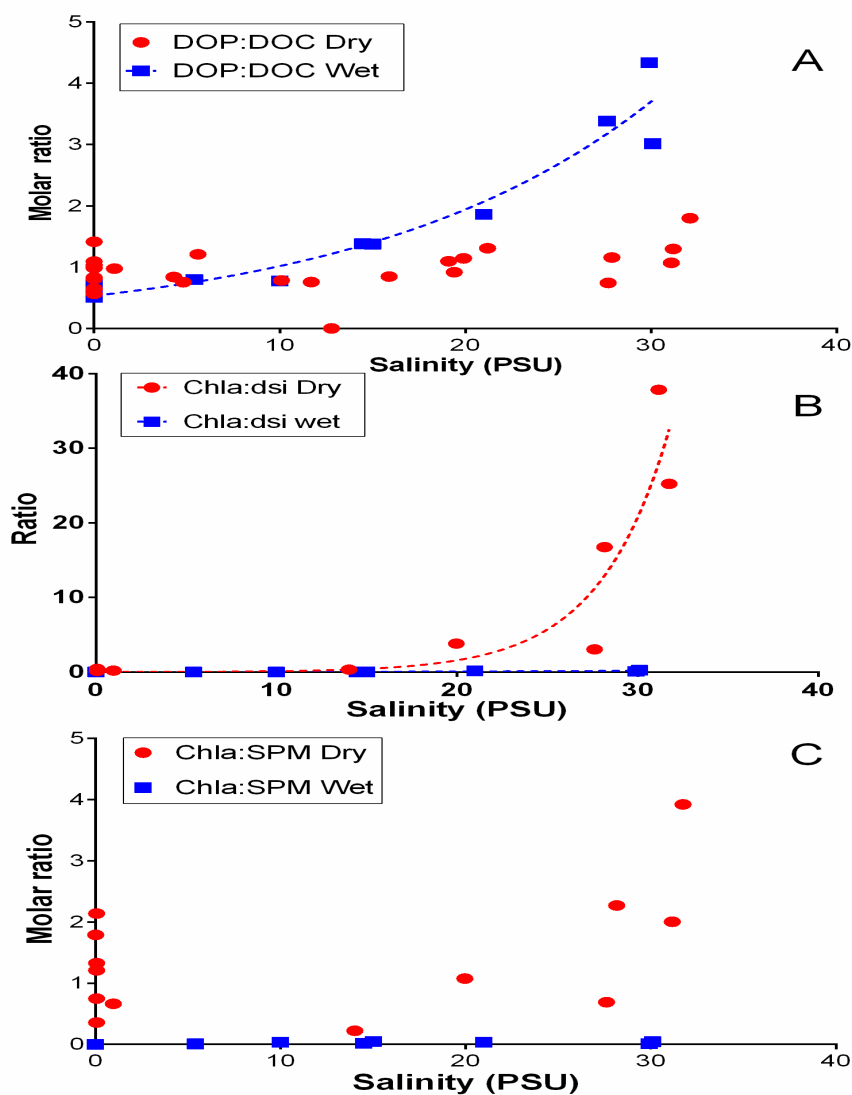 5
4
3
2
1
0
Molar ratio
DOP:DOC Dry
DOP:DOC Wet
A
0
10
20
30
40
Salinity (PSU)
40
30
20
10
0
Ratio
Chla:dsi Dry
Chla:dsi wet
B
0
10
20
30
40
Salinity (PSU)
5
4
3
2
1
0
Molar ratio
Chla:SPM Dry
Chla:SPM Wet
C
0
10
20
30
40
Salinity (PSU)